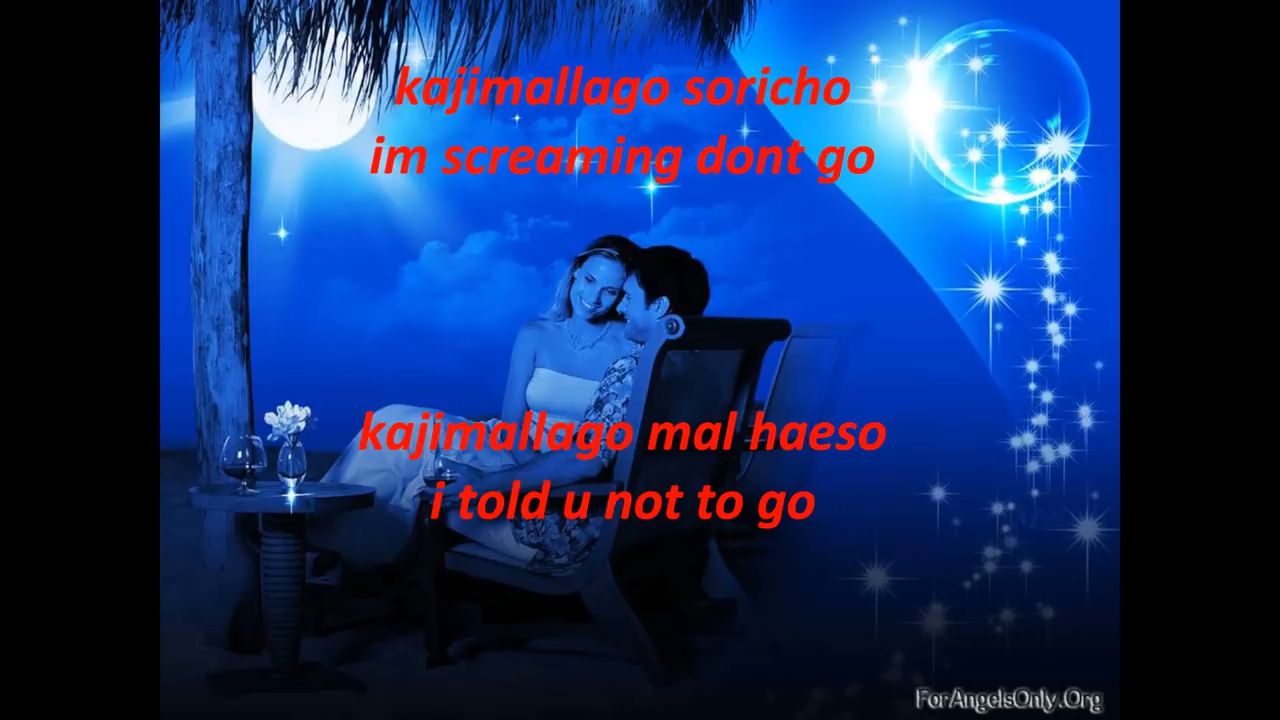 kajimallago soricho
im screaming dont go
kajimallago mal haeso
i told u not to go
ForAngelsOnly.Org